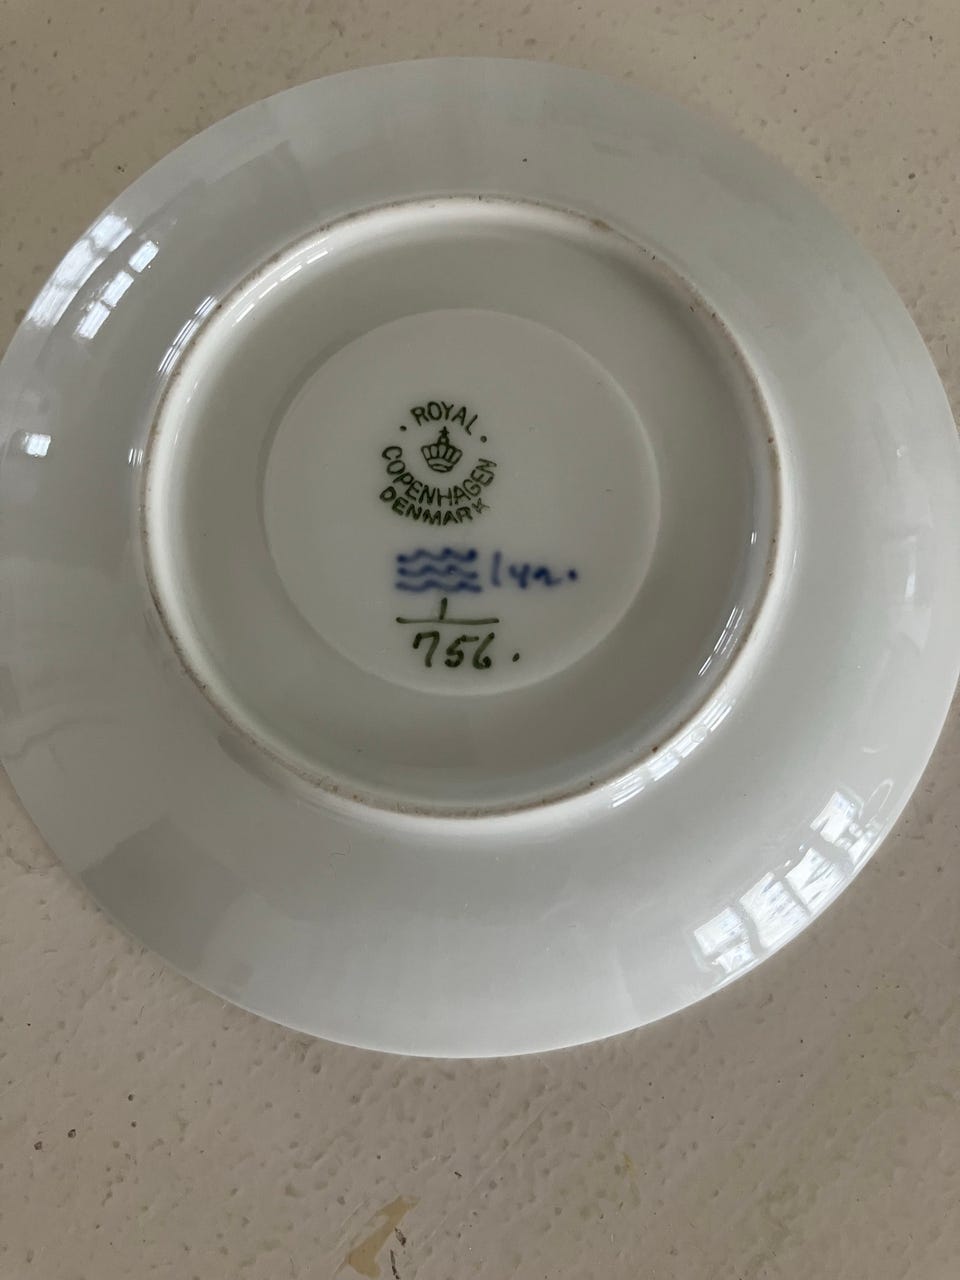 ROYAL
COPENHAGEN
DENMARK
1
756.